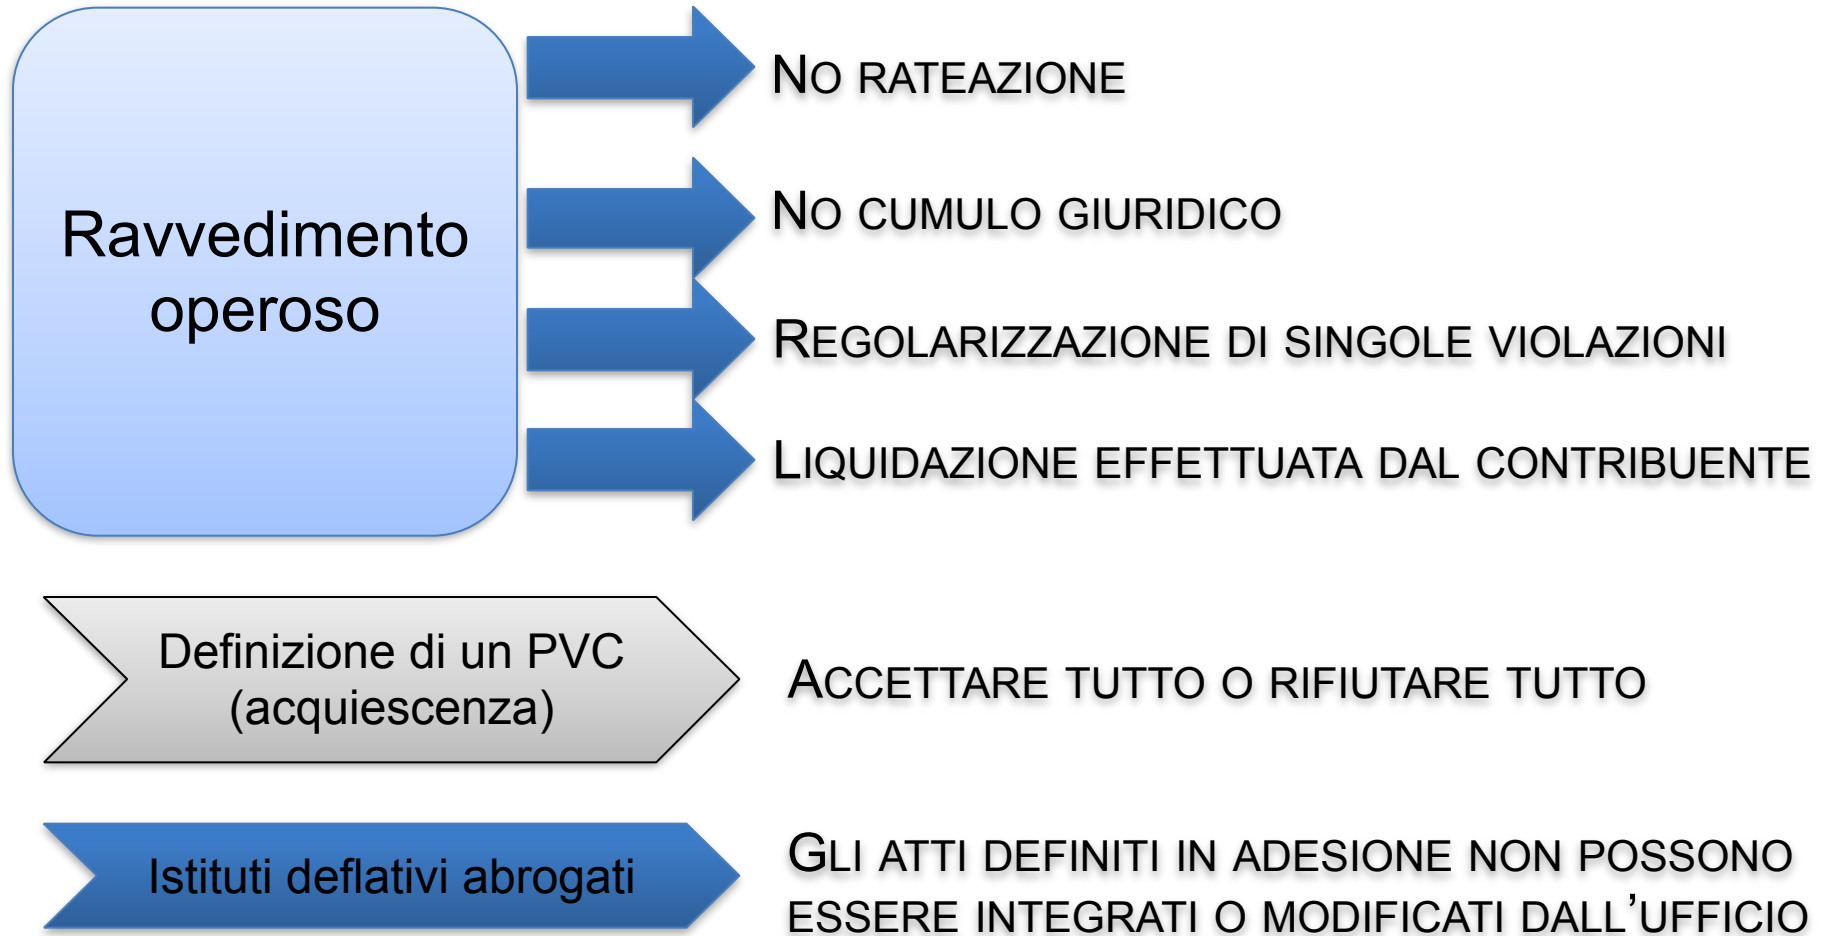 Ravvedimento
operoso
NO RATEAZIONE
NO CUMULO GIURIDICO
REGOLARIZZAZIONE DI SINGOLE VIOLAZIONI
LIQUIDAZIONE EFFETTUATA DAL CONTRIBUENTE
Definizione di un PVC
(acquiescenza)
ACCETTARE TUTTO O RIFIUTARE TUTTO
Istituti deflativi abrogati
GLI ATTI DEFINITI IN ADESIONE NON POSSONO
ESSERE INTEGRATI O MODIFICATI DALL’UFFICIO